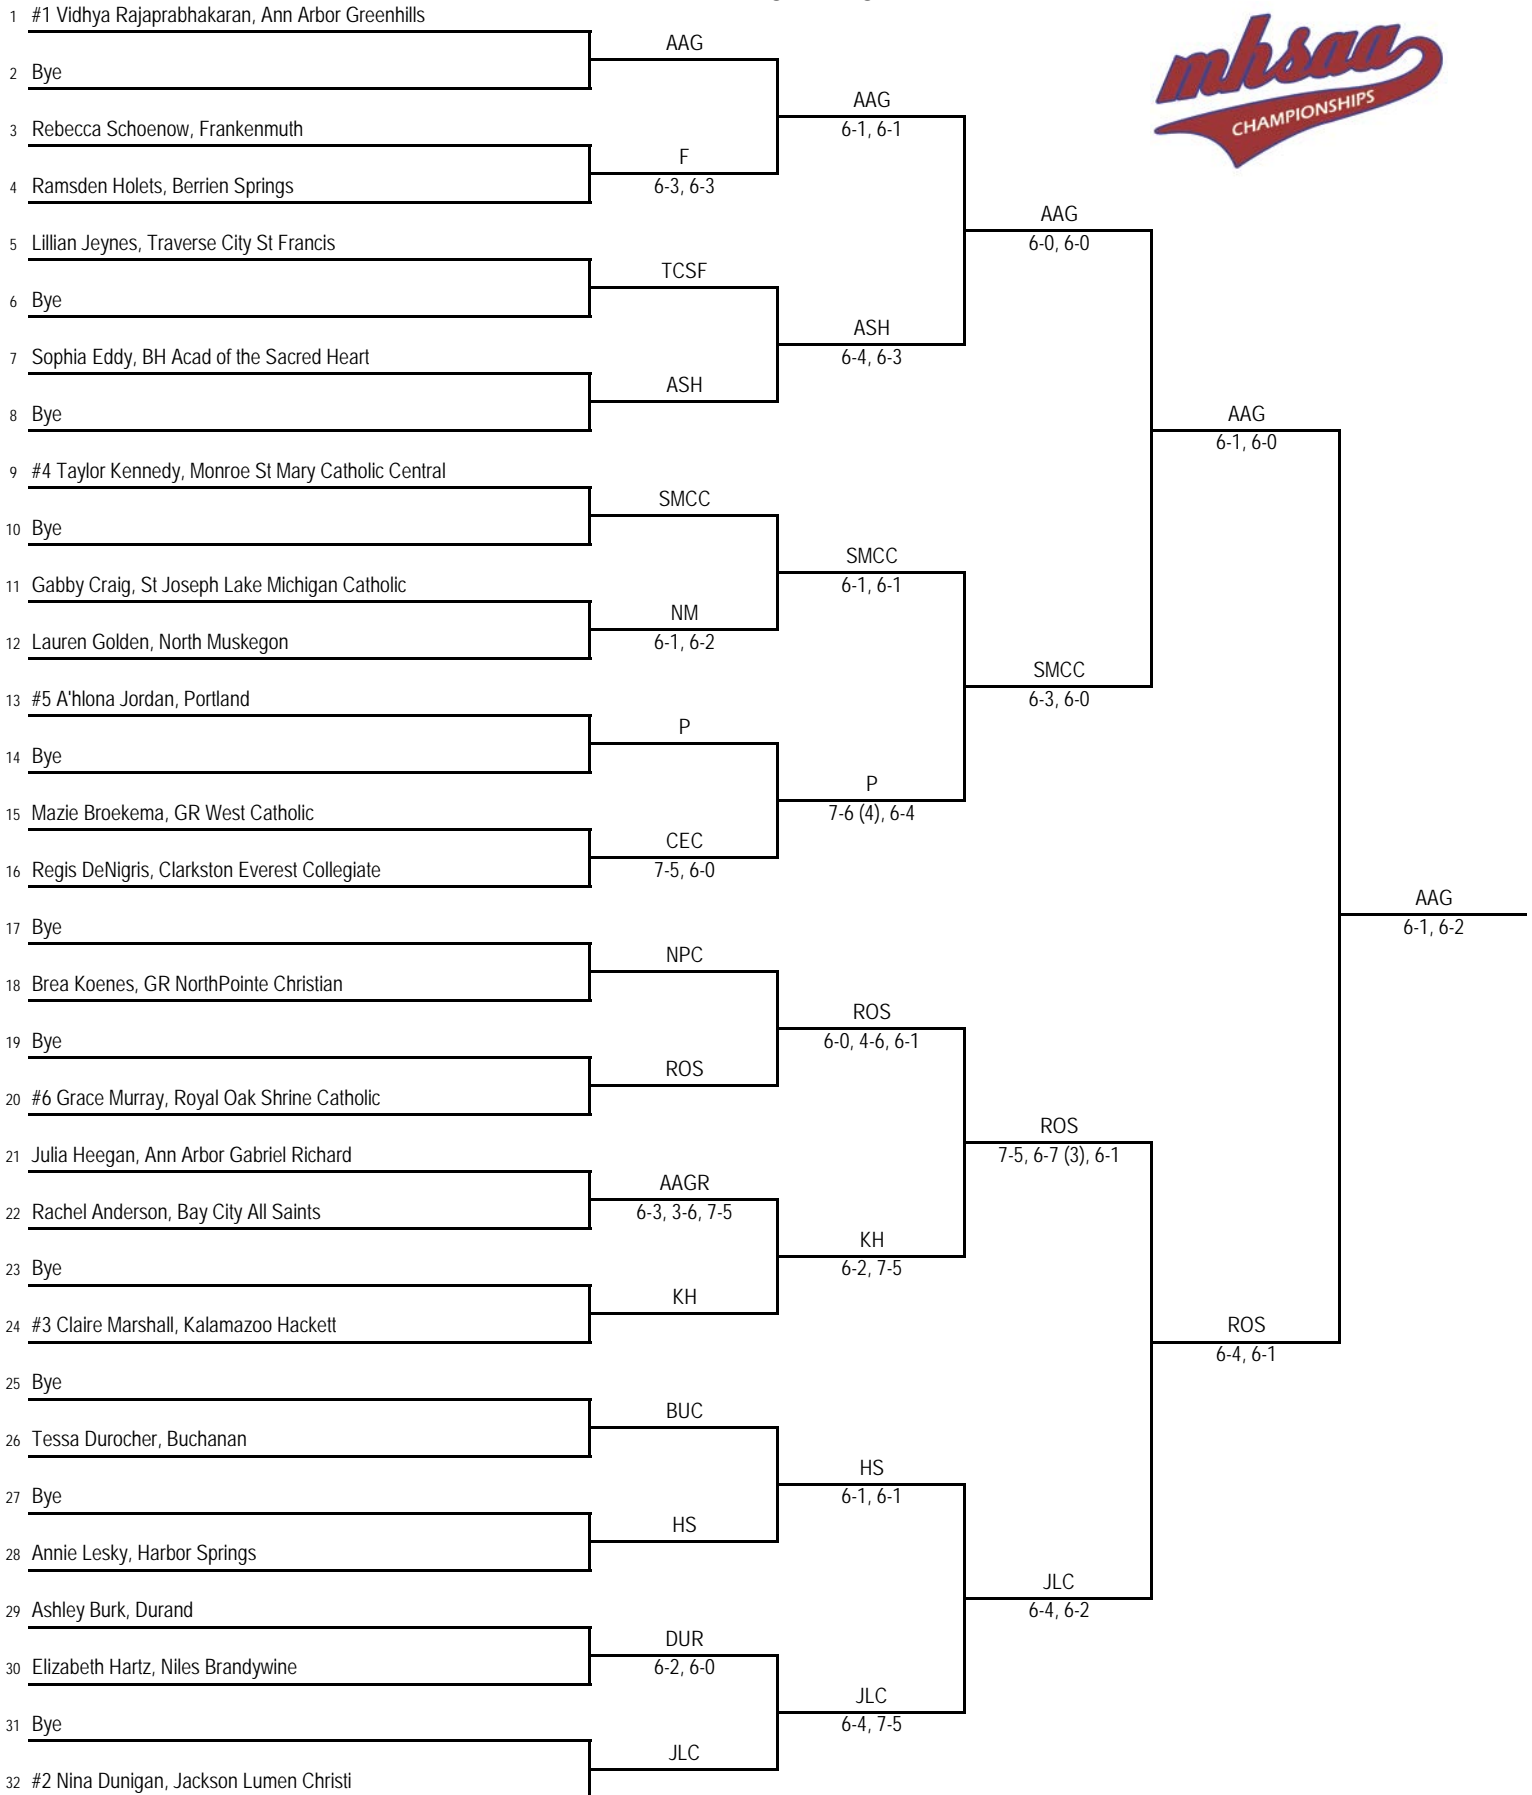 mhsaa
CHAMPIONSHIPS
1 #1 Vidhya Rajaprabhakaran, Ann Arbor Greenhills
AAG
2 Bye
AAG
6-1, 6-1
3 Rebecca Schoenow, Frankenmuth
F
6-3, 6-3
4 Ramsden Holets, Berrien Springs
AAG
6-0, 6-0
5 Lillian Jeynes, Traverse City St Francis
TCSF
6 Bye
ASH
6-4, 6-3
7 Sophia Eddy, BH Acad of the Sacred Heart
ASH
8 Bye
AAG
6-1, 6-0
9 #4 Taylor Kennedy, Monroe St Mary Catholic Central
SMCC
10 Bye
SMCC
6-1, 6-1
11 Gabby Craig, St Joseph Lake Michigan Catholic
NM
6-1, 6-2
12 Lauren Golden, North Muskegon
SMCC
6-3, 6-0
13 #5 A'hlona Jordan, Portland
P
14 Bye
P
7-6 (4), 6-4
15 Mazie Broekema, GR West Catholic
CEC
7-5, 6-0
16 Regis DeNigris, Clarkston Everest Collegiate
AAG
6-1, 6-2
17 Bye
NPC
18 Brea Koenes, GR NorthPointe Christian
ROS
6-0, 4-6, 6-1
19 Bye
ROS
20 #6 Grace Murray, Royal Oak Shrine Catholic
ROS
7-5, 6-7 (3), 6-1
21 Julia Heegan, Ann Arbor Gabriel Richard
AAGR
6-3, 3-6, 7-5
22 Rachel Anderson, Bay City All Saints
KH
6-2, 7-5
23 Bye
KH
24 #3 Claire Marshall, Kalamazoo Hackett
ROS
6-4, 6-1
25 Bye
BUC
26 Tessa Durocher, Buchanan
HS
6-1, 6-1
27 Bye
HS
28 Annie Lesky, Harbor Springs
JLC
6-4, 6-2
29 Ashley Burk, Durand
DUR
6-2, 6-0
30 Elizabeth Hartz, Niles Brandywine
JLC
6-4, 7-5
31 Bye
JLC
32 #2 Nina Dunigan, Jackson Lumen Christi